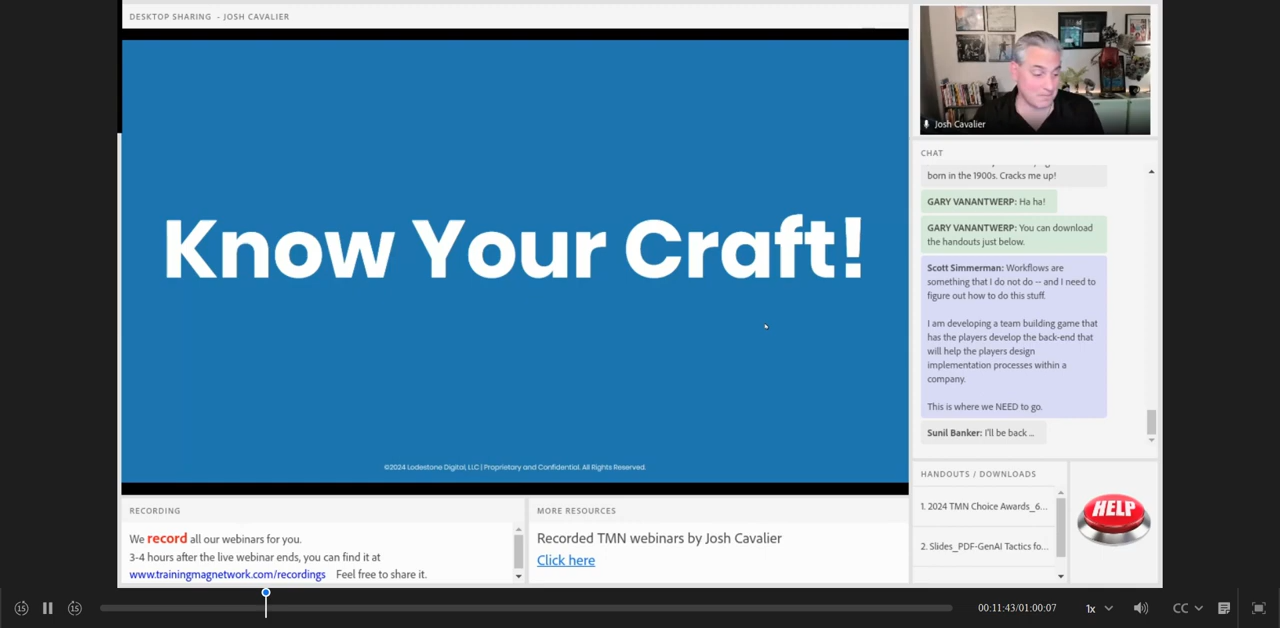 DESKTOP SHARING - JOSH CAVALIER
Know Your Craft!
©2024 Lodestone Digital, LLC | Proprietary and Confidential. All Rights Reserved.
Josh Cavalier
CHAT
born in the 1900s. Cracks me up!
GARY VANANTWERP: Ha ha!
GARY VANANTWERP: You can download
the handouts just below.
Scott Simmerman: Workflows are
something that I do not do -- and I need to
figure out how to do this stuff.
I am developing a team building game that
has the players develop the back-end that
will help the players design
implementation processes within a
company.
This is where we NEED to go.
Sunil Banker: I'll be back ...
RECORDING
We record all our webinars for you.
3-4 hours after the live webinar ends, you can find it at
www.trainingmagnetwork.com/recordings Feel free to share it.
MORE RESOURCES
Recorded TMN webinars by Josh Cavalier
Click here
HANDOUTS / DOWNLOADS
1. 2024 TMN Choice Awards_6...
2. Slides_PDF-GenAI Tactics fo...
HELP
15
15
00:11:43/01:00:07
1x
CC